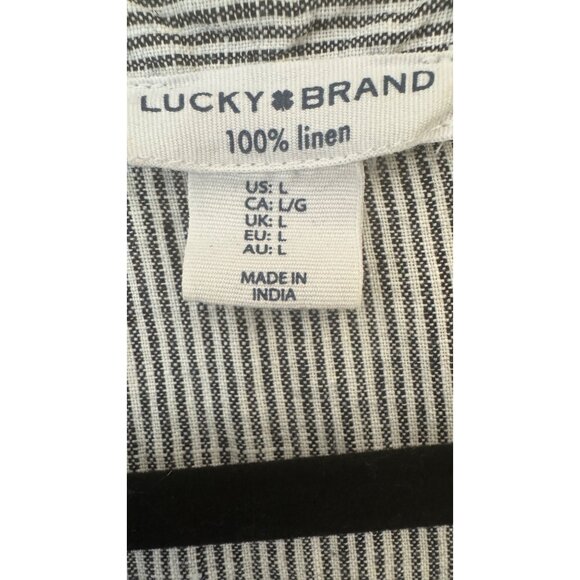 LUCKY BRAND
100% linen
US: L
CA: L/G
UK: L
EU: L
AU: L
MADE IN
INDIA